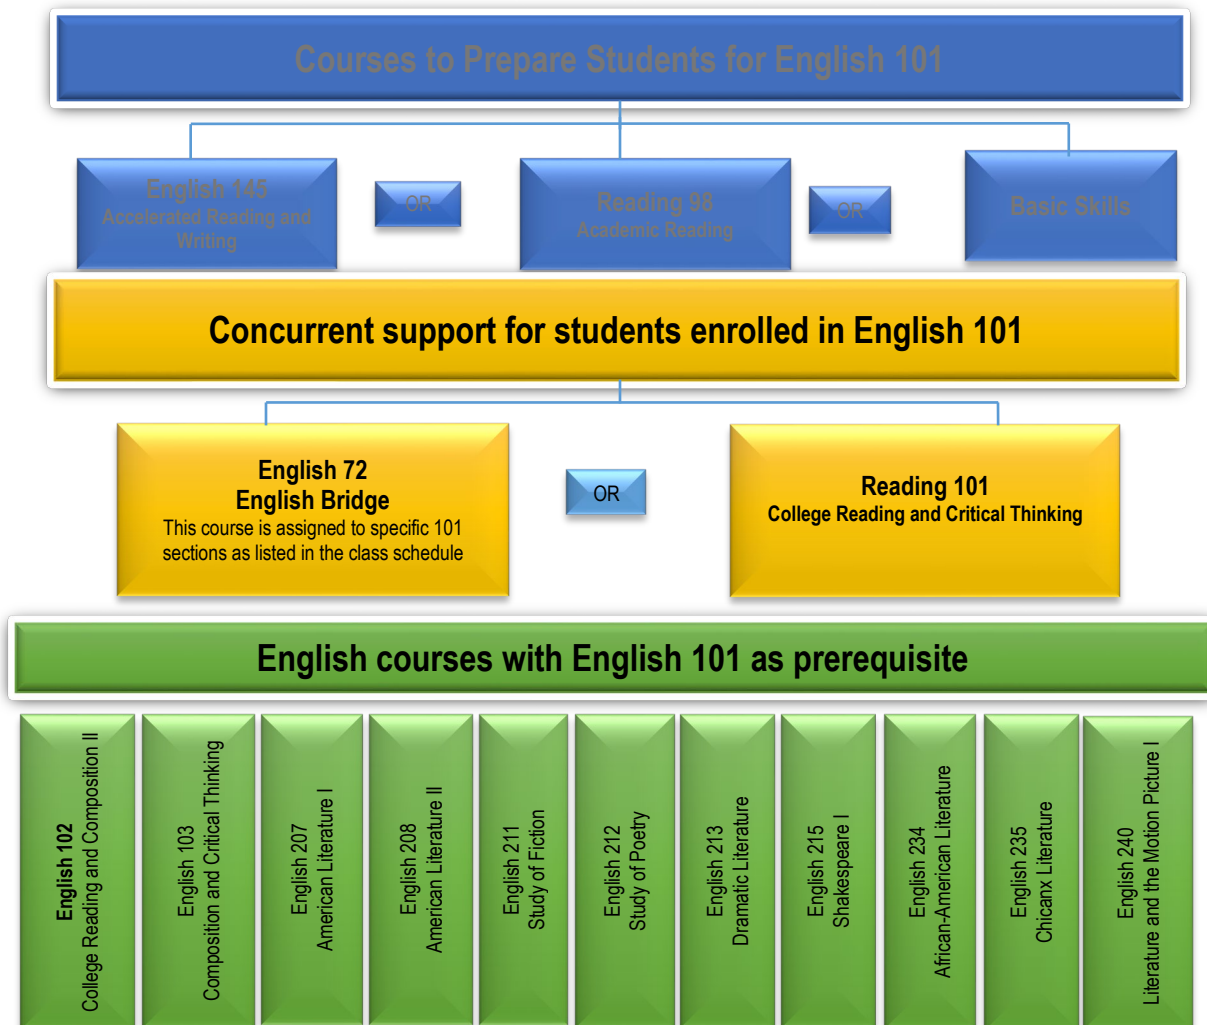 Courses to Prepare Students for English 101
English 145
Accelerated Reading and
Writing
OR
Reading 98
Academic Reading
OR
Basic Skills
Concurrent support for students enrolled in English 101
English 72
English Bridge
This course is assigned to specific 101
sections as listed in the class schedule
OR
Reading 101
College Reading and Critical Thinking
English courses with English 101 as prerequisite
English 102
College Reading and Composition II
English 103
Composition and Critical Thinking
English 207
American Literature I
English 208
American Literature II
English 211
Study of Fiction
English 212
Study of Poetry
English 213
Dramatic Literature
English 215
Shakespeare I
English 234
African-American Literature
English 235
Chicanx Literature
English 240
Literature and the Motion Picture I